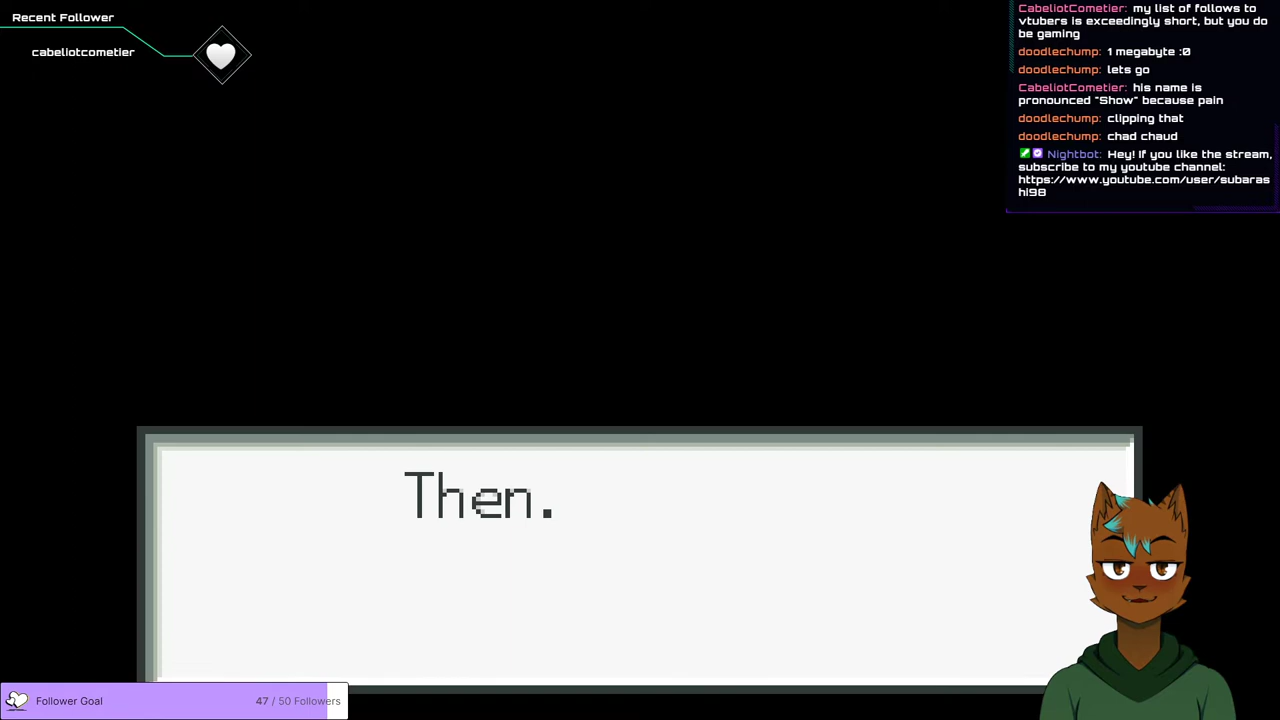 Recent Follower
cabeliotcometier
CabeliotCometier: my list of follows to
vtubers is exceedingly short, but you do
be gaming
doodlechump: 1 megabyte :0
doodlechump: lets go
CabeliotCometier: his name is
pronounced "Show" because pain
doodlechump: clipping that
doodlechump: chad chaud
Nightbot: Hey! If you like the stream,
subscribe to my youtube channel:
https://www.youtube.com/user/subaras
hi98
Then.
Follower Goal
47 / 50 Followers